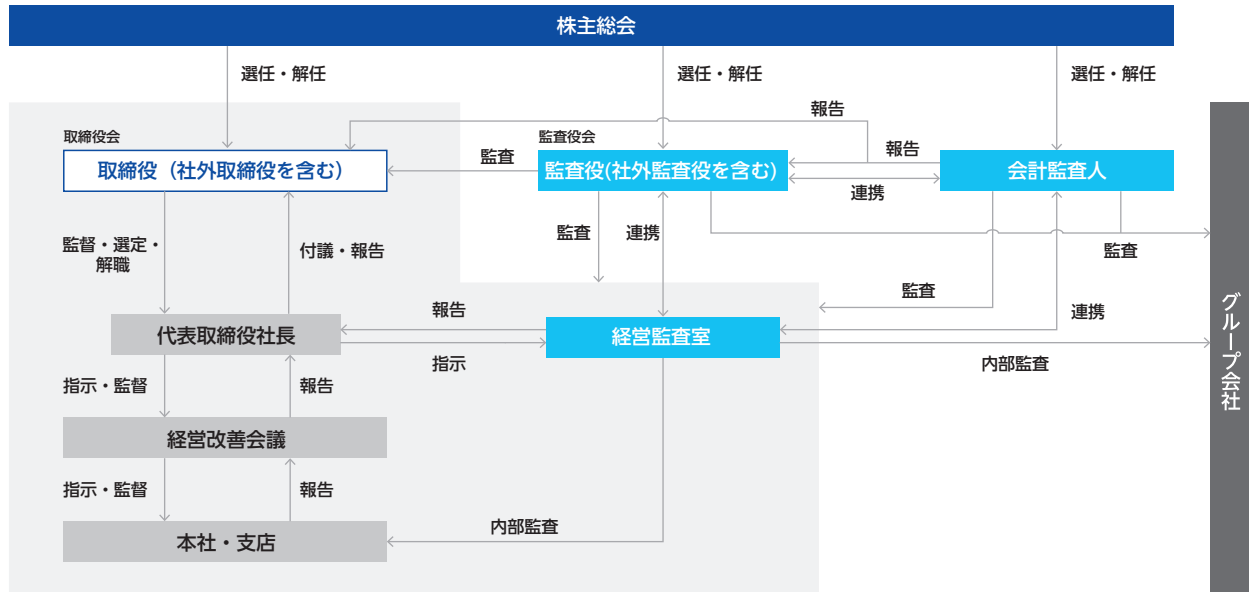 株主総会
選任・解任
選任・解任
選任・解任
報告
取締役会
監査役会
取締役（社外取締役を含む）
監査
監査役(社外監査役を含む)
報告
連携
会計監査人
監督・選定・
解職
付議・報告
監査
連携
監査
監査
グループ会社
代表取締役社長
報告
指示
経営監査室
連携
内部監査
指示・監督
報告
経営改善会議
指示・監督
報告
内部監査
本社・支店